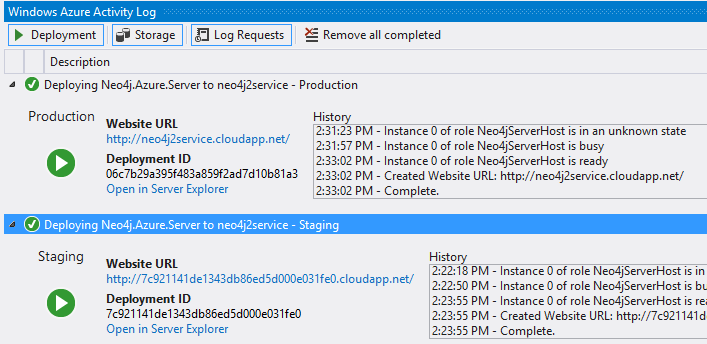 Windows Azure Activity Log
Deployment Storage Log Requests Remove all completed
Description
Deploying Neo4j.Azure.Server to neo4j2service - Production
Production
Website URL
http://neo4j2service.cloudapp.net/
Deployment ID
06c7b29a395f483a859f2ad7d10b81a3
Open in Server Explorer
History
2:31:23 PM - Instance 0 of role Neo4jServerHost is in an unknown state
2:31:57 PM - Instance 0 of role Neo4jServerHost is busy
2:33:02 PM - Instance 0 of role Neo4jServerHost is ready
2:33:02 PM - Created Website URL: http://neo4j2service.cloudapp.net/
2:33:02 PM - Complete.
Deploying Neo4j.Azure.Server to neo4j2service - Staging
Staging
Website URL
http://7c921141de1343db86ed5d000e031fe0.cloudapp.net/
Deployment ID
7c921141de1343db86ed5d000e031fe0
Open in Server Explorer
History
2:22:18 PM - Instance 0 of role Neo4jServerHost is in
2:22:50 PM - Instance 0 of role Neo4jServerHost is bu
2:23:55 PM - Instance 0 of role Neo4jServerHost is rea
2:23:55 PM - Created Website URL: http://7c921141d
2:23:55 PM - Complete.